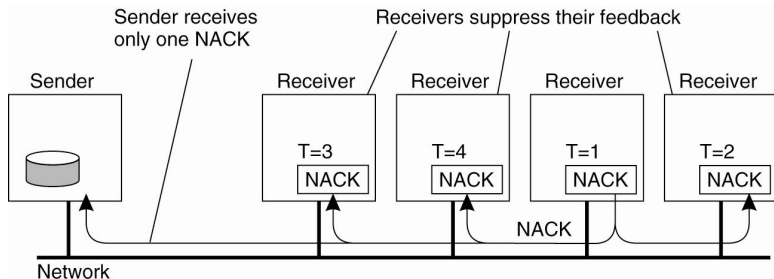 Sender receives
only one NACK
Receivers suppress their feedback
Sender
Receiver
Receiver
Receiver
Receiver
T=3
T=4
T=1
T=2
NACK
NACK
NACK
NACK
NACK
Network